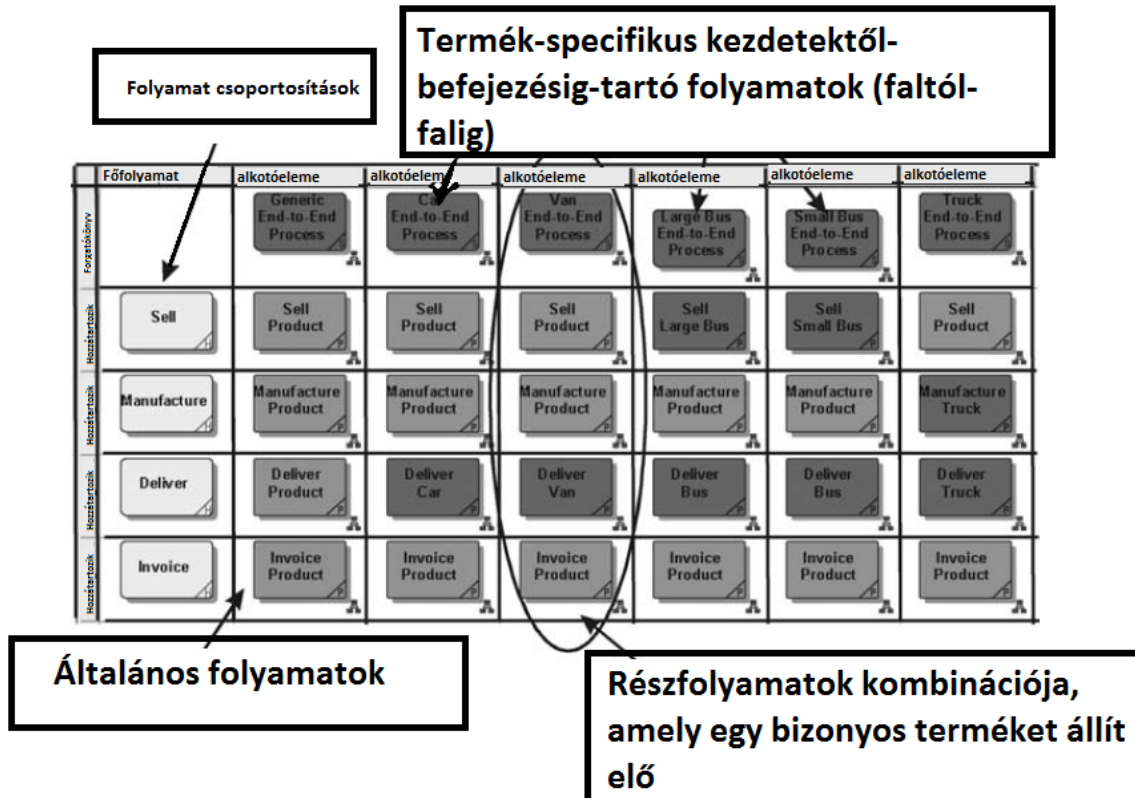 Termék-specifikus kezdetektől-
befejezésig-tartó folyamatok (faltól-
falig)
Folyamat csoportosítások
Főfolyamat
alkotóeleme
alkotóeleme
alkotóeleme
alkotóeleme
alkotóeleme
alkotóeleme
Forgatókönyv
Generic
End-to-End
Process
End-to-End
Process
Van
End-to-End
Process
Large Bus
End-to-End
Process
Small Bus
End-to-End
Process
Truck
End-to-End
Process
Hozzátartozik
Sell
H
Sell
Product
P
Sell
Product
P
Sell
Product
P
Sell
Large Bus
P
Sell
Small Bus
P
Sell
Product
P
Hozzátartozik
Manufacture
H
Manufacture
Product
P
Manufacture
Product
P
Manufacture
Product
P
Manufacture
Product
P
Manufacture
Product
P
Manufacture
Truck
P
Hozzátartozik
Deliver
H
Deliver
Product
P
Deliver
Car
P
Deliver
Van
P
Deliver
Bus
P
Deliver
Bus
P
Deliver
Truck
P
Hozzátartozik
Invoice
H
Invoice
Product
P
Invoice
Product
P
Invoice
Product
P
Invoice
Product
P
Invoice
Product
P
Invoice
Product
P
Általános folyamatok
Részfolyamatok kombinációja,
amely egy bizonyos terméket állít
elő